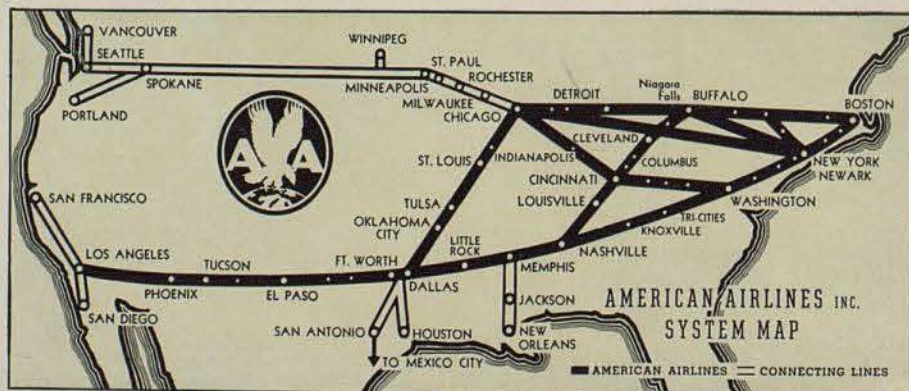 VANCOUVER
SEATTLE
SPOKANE
PORTLAND
WINNIPEG
ST. PAUL
MINNEAPOLIS
ROCHESTER
MILWAUKEE
CHICAGO
DETROIT
Niagara
Falls
BUFFALO
BOSTON
CLEVELAND
NEW YORK
NEWARK
ST. LOUIS
INDIANAPOLIS
COLUMBUS
CINCINNATI
WASHINGTON
LOUISVILLE
TRI-CITIES
KNOXVILLE
NASHVILLE
A A
SAN FRANCISCO
TULSA
OKLAHOMA
CITY
LOS ANGELES
TUCSON
PHOENIX
EL PASO
FT. WORTH
DALLAS
LITTLE
ROCK
MEMPHIS
SAN DIEGO
SAN ANTONIO
HOUSTON
JACKSON
NEW
ORLEANS
TO MEXICO CITY
AMERICAN AIRLINES INC.
SYSTEM MAP
AMERICAN AIRLINES CONNECTING LINES